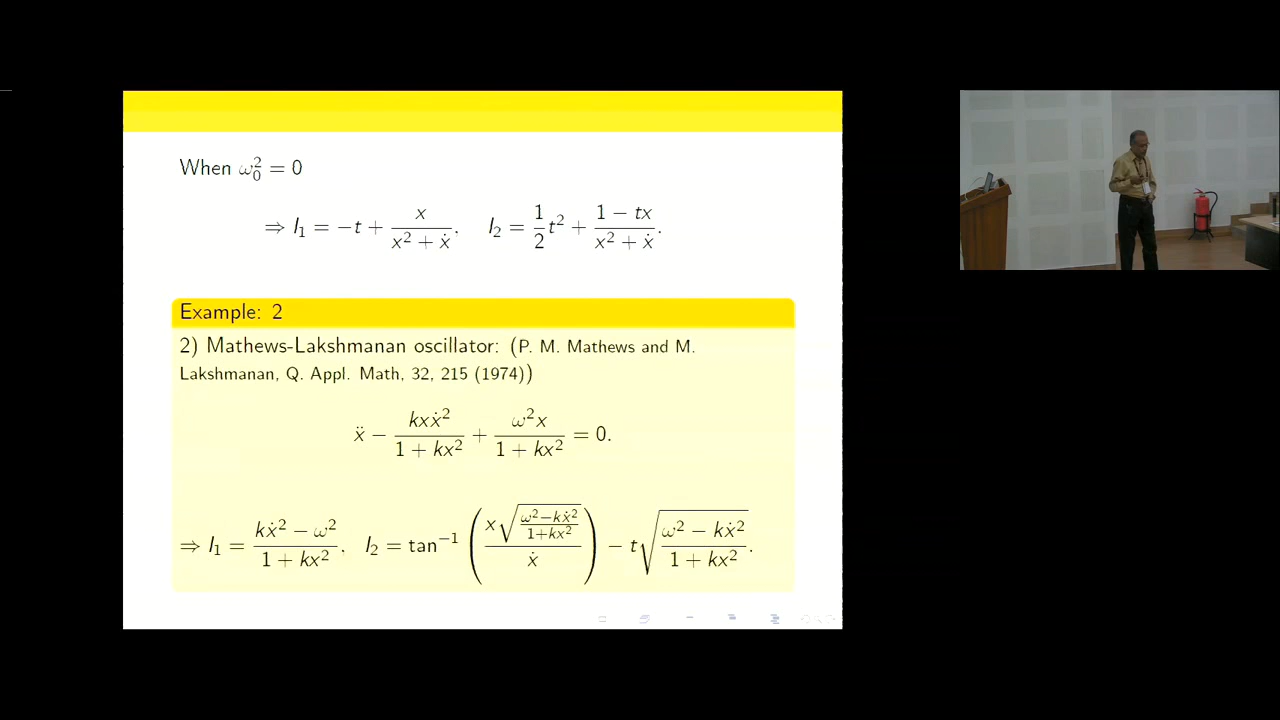 When ω₀² = 0
⇒ I₁ = −t + x/(x² + ẋ), I₂ = 1/2 t² + (1 − tx)/(x² + ẋ).
Example: 2
2) Mathews-Lakshmanan oscillator: (P. M. Mathews and M.
Lakshmanan, Q. Appl. Math, 32, 215 (1974))
ẍ − kxẋ²/(1 + kx²) + ω²x/(1 + kx²) = 0.
⇒ I₁ = (kẋ² − ω²)/(1 + kx²), I₂ = tan⁻¹ (x√((ω²−kẋ²)/(1+kx²))/ẋ) − t√((ω² − kẋ²)/(1 + kx²)).